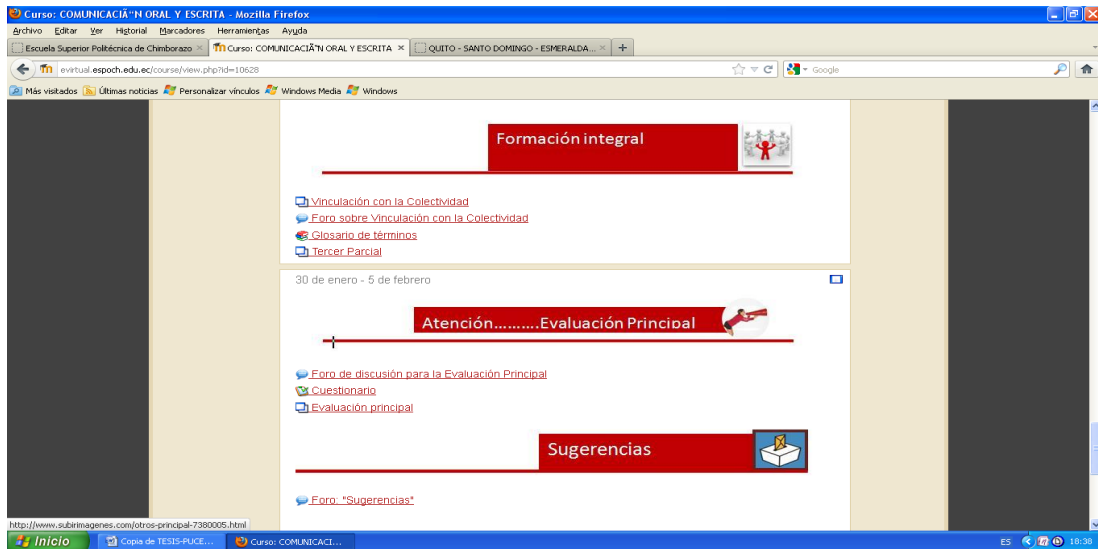 Curso: COMUNICACIÃ“N ORAL Y ESCRITA - Mozilla Firefox
Archivo Editar Ver Historial Marcadores Herramientas Ayuda
Escuela Superior Politécnica de Chimborazo × Curso: COMUNICACIÃ“N ORAL Y ESCRITA × QUITO - SANTO DOMINGO - ESMERALDA... × +
evirtual.espoch.edu.ec/course/view.php?id=10628 Google
Más visitados Últimas noticias Personalizar vínculos Windows Media Windows
Formación integral
Vinculación con la Colectividad
Foro sobre Vinculación con la Colectividad
Glosario de términos
Tercer Parcial
30 de enero - 5 de febrero
Atención..........Evaluación Principal
Foro de discusión para la Evaluación Principal
Cuestionario
Evaluación principal
Sugerencias
Foro: "Sugerencias"
http://www.subirimagenes.com/otros-principal-7380005.html
Inicio Copia de TESIS-PUCE... Curso: COMUNICACI... ES 18:38